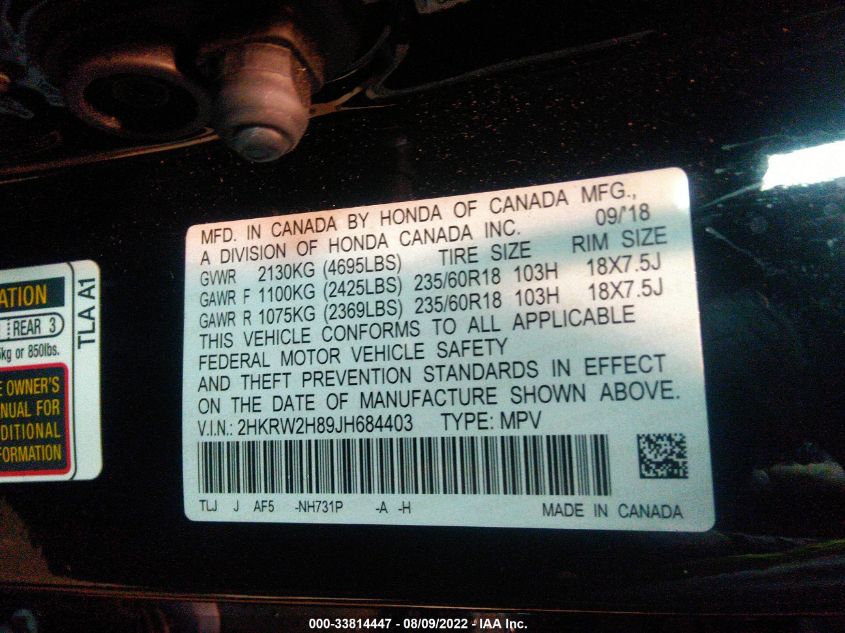 MFD. IN CANADA BY HONDA OF CANADA MFG.,
A DIVISION OF HONDA CANADA INC. 09/'18
GVWR 2130KG (4695LBS) TIRE SIZE RIM SIZE
GAWR F 1100KG (2425LBS) 235/60R18 103H 18X7.5J
GAWR R 1075KG (2369LBS) 235/60R18 103H 18X7.5J
THIS VEHICLE CONFORMS TO ALL APPLICABLE
FEDERAL MOTOR VEHICLE SAFETY
AND THEFT PREVENTION STANDARDS IN EFFECT
ON THE DATE OF MANUFACTURE SHOWN ABOVE.
V.I.N.: 2HKRW2H89JH684403 TYPE: MPV
TLJ J AF5 -NH731P -A -H MADE IN CANADA
ATION
REAR 3
kg or 850lbs.
E OWNER'S
NUAL FOR
DITIONAL
FORMATION
TLA A1
000-33814447 - 08/09/2022 - IAA Inc.